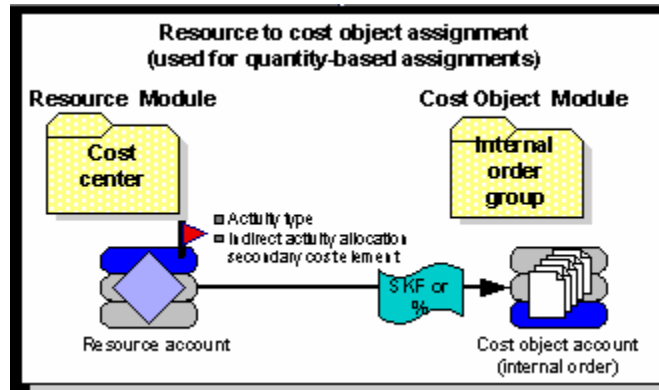 Resource to cost object assignment
(used for quantity-based assignments)
Resource Module
Cost Object Module
Cost
center
Internal
order
group
Activity type
Indirect activity allocation
secondary cost element
SKF or
%
Resource account
Cost object account
(internal order)